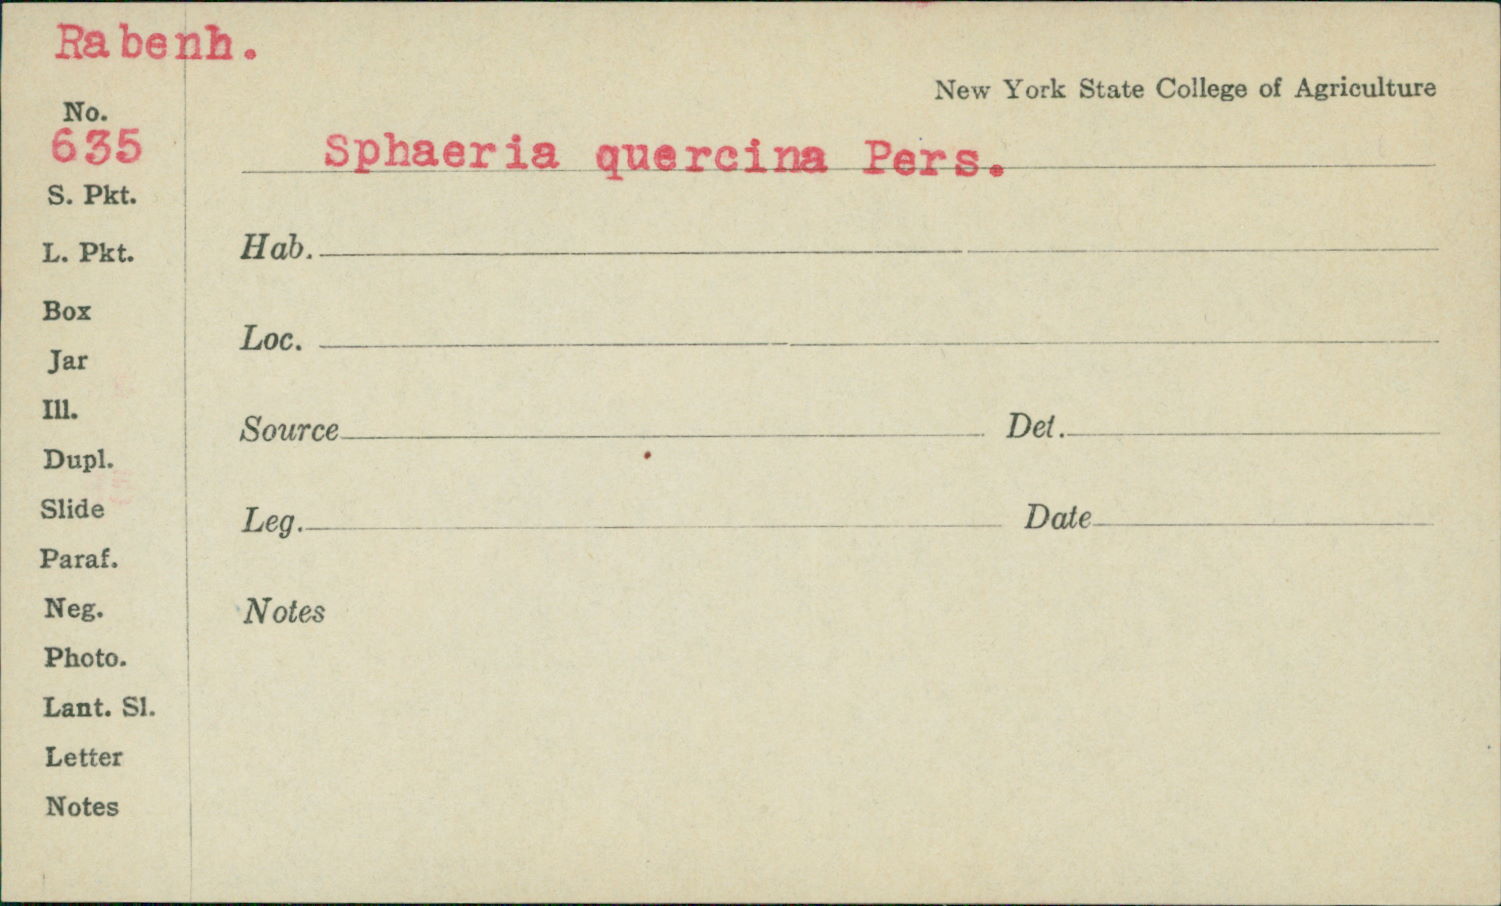 Rabenh.
New York State College of Agriculture
No.
635
Sphaeria quercina Pers.
S. Pkt.
L. Pkt.
Hab.
Box
Loc.
Jar
Ill.
Source Det.
Dupl.
Slide
Leg. Date
Paraf.
Neg.
Notes
Photo.
Lant. Sl.
Letter
Notes